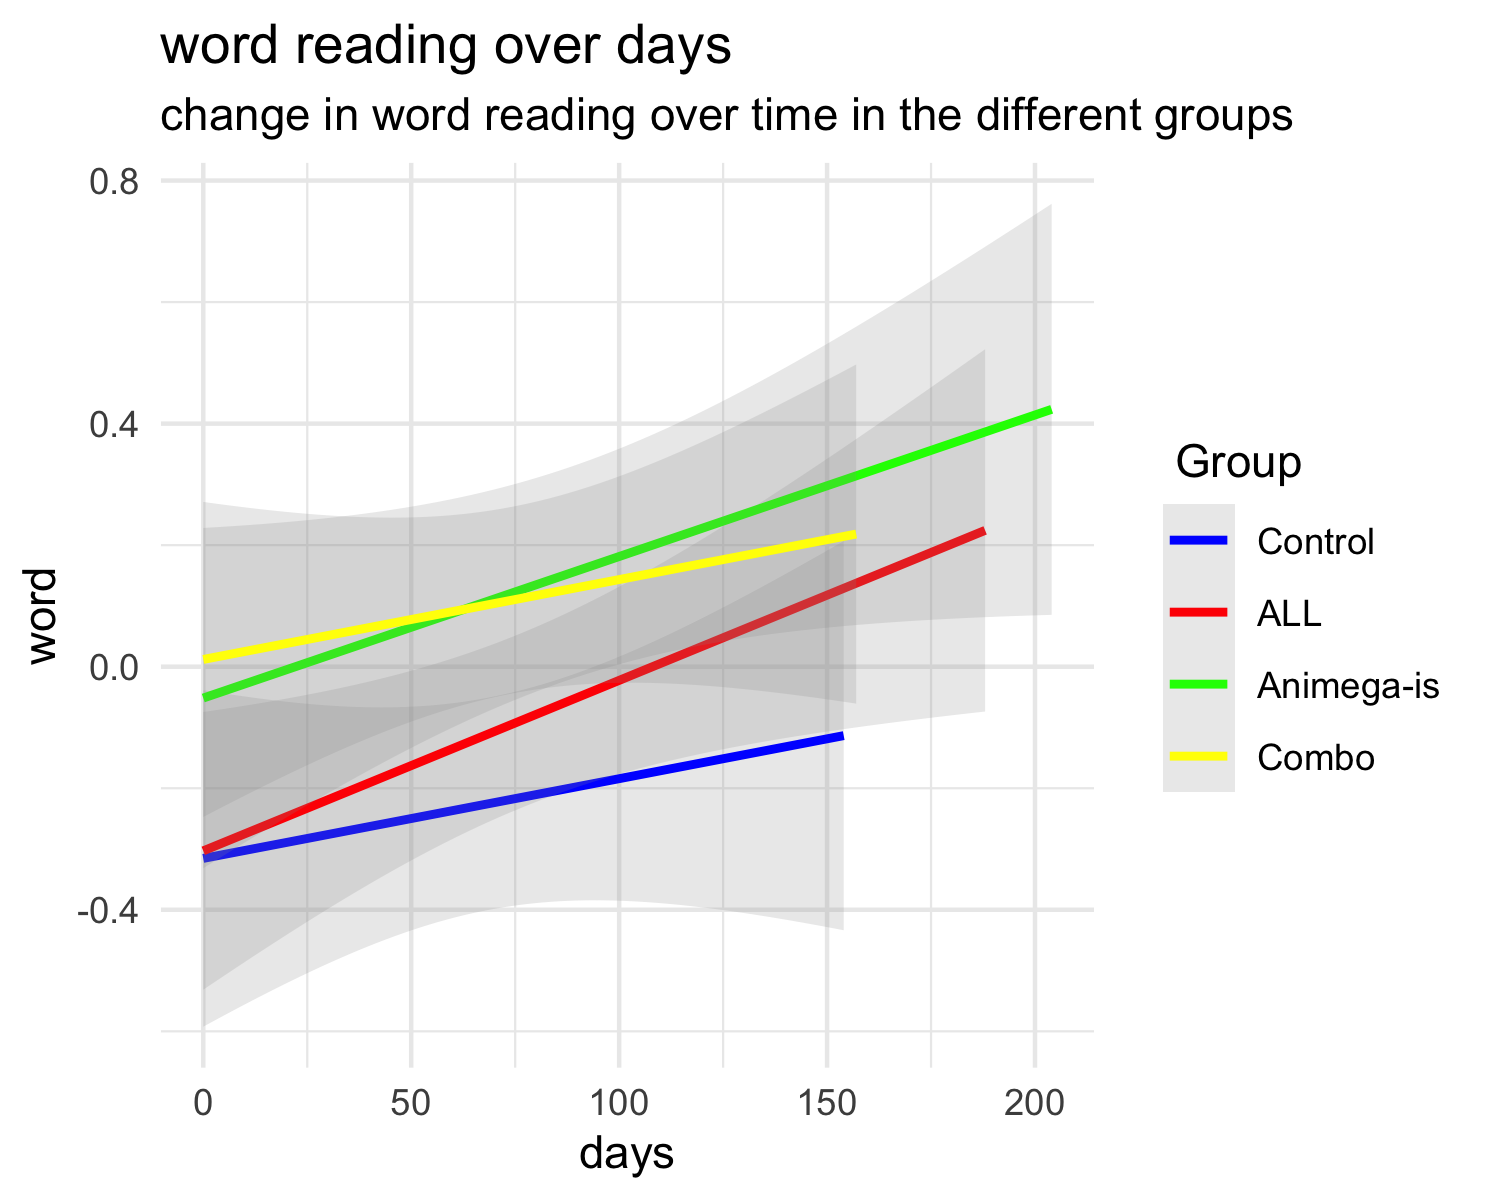 word reading over days
change in word reading over time in the different groups
0.8
0.4
0.0
-0.4
word
0 50 100 150 200
days
Group
Control
ALL
Animega-is
Combo